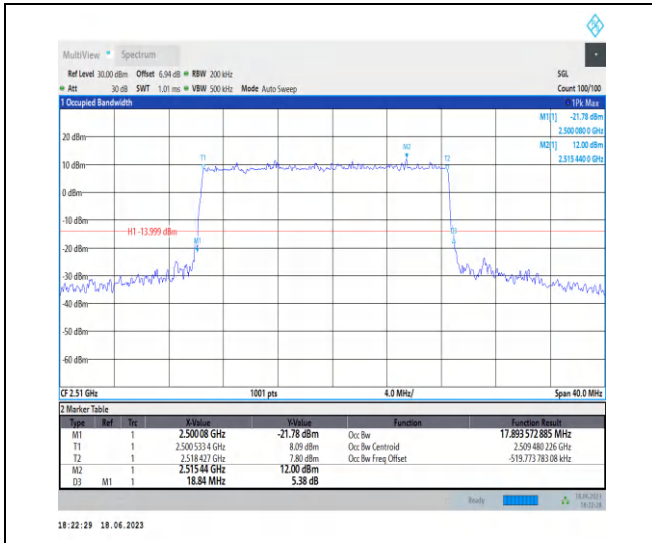 MultiView Spectrum
Ref Level 30.00 dBm Offset 6.94 dB RBW 200 kHz SGL
Att 30 dB SWT 1.01 ms VBW 500 kHz Mode Auto Sweep Count 100/100
1 Occupied Bandwidth 1Pk Max
M1[1] -21.78 dBm
2.500 080 0 GHz
M2[1] 12.00 dBm
2.515 440 0 GHz
20 dBm
M2
T1 T2
10 dBm
0 dBm
-10 dBm
H1 -13.999 dBm
M1 D3
-20 dBm
-30 dBm
-40 dBm
-50 dBm
-60 dBm
CF 2.51 GHz 1001 pts 4.0 MHz/ Span 40.0 MHz
2 Marker Table
Type Ref Trc X-Value Y-Value Function Function Result
M1 1 2.500 08 GHz -21.78 dBm Occ Bw 17.893 572 885 MHz
T1 1 2.500 533 4 GHz 8.09 dBm Occ Bw Centroid 2.509 480 226 GHz
T2 1 2.518 427 GHz 7.80 dBm Occ Bw Freq Offset -519.773 783 08 kHz
M2 1 2.515 44 GHz 12.00 dBm
D3 M1 1 18.84 MHz 5.38 dB
Ready 18.06.2023
18:22:28
18:22:29 18.06.2023